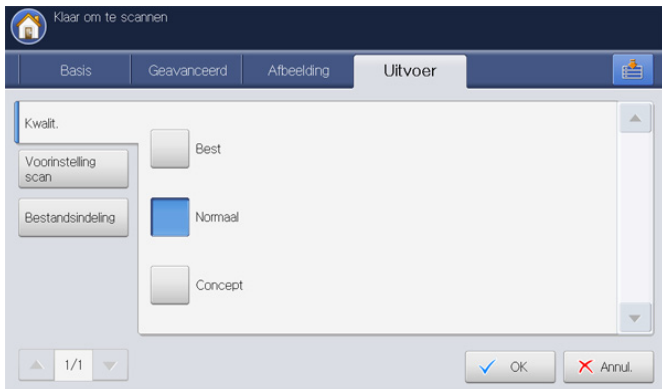 Klaar om te scannen
Basis
Geavanceerd
Afbeelding
Uitvoer
Kwalit.
Voorinstelling
scan
Bestandsindeling
Best
Normaal
Concept
1/1
OK
Annul.